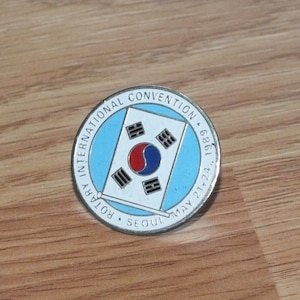 ROTARY INTERNATIONAL CONVENTION •
SEOUL • MAY 21-24, 1989 •